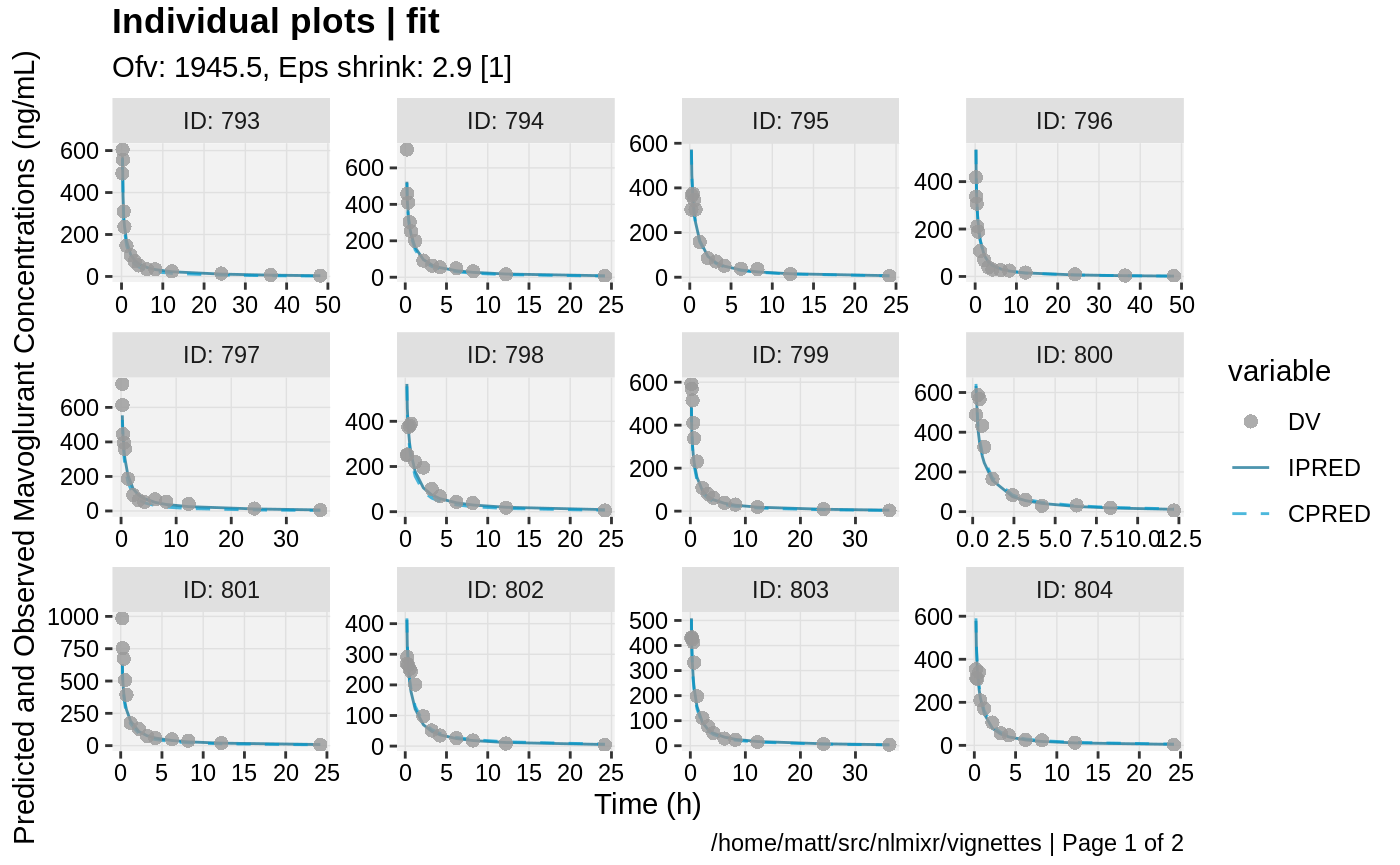 Individual plots | fit
Ofv: 1945.5, Eps shrink: 2.9 [1]
Predicted and Observed Mavoglurant Concentrations (ng/mL)
ID: 793 ID: 794 ID: 795 ID: 796
600
400
200
0
0 10 20 30 40 50
600
400
200
0
0 5 10 15 20 25
600
400
200
0
0 5 10 15 20 25
400
200
0
0 10 20 30 40 50
ID: 797 ID: 798 ID: 799 ID: 800
600
400
200
0
0 10 20 30
400
200
0
0 5 10 15 20 25
600
400
200
0
0 10 20 30
600
400
200
0
0.0 2.5 5.0 7.5 10.0 12.5
ID: 801 ID: 802 ID: 803 ID: 804
1000
750
500
250
0
0 5 10 15 20 25
400
300
200
100
0
0 5 10 15 20 25
500
400
300
200
100
0
0 10 20 30
600
400
200
0
0 5 10 15 20 25
Time (h)
variable
DV
IPRED
CPRED
/home/matt/src/nlmixr/vignettes | Page 1 of 2